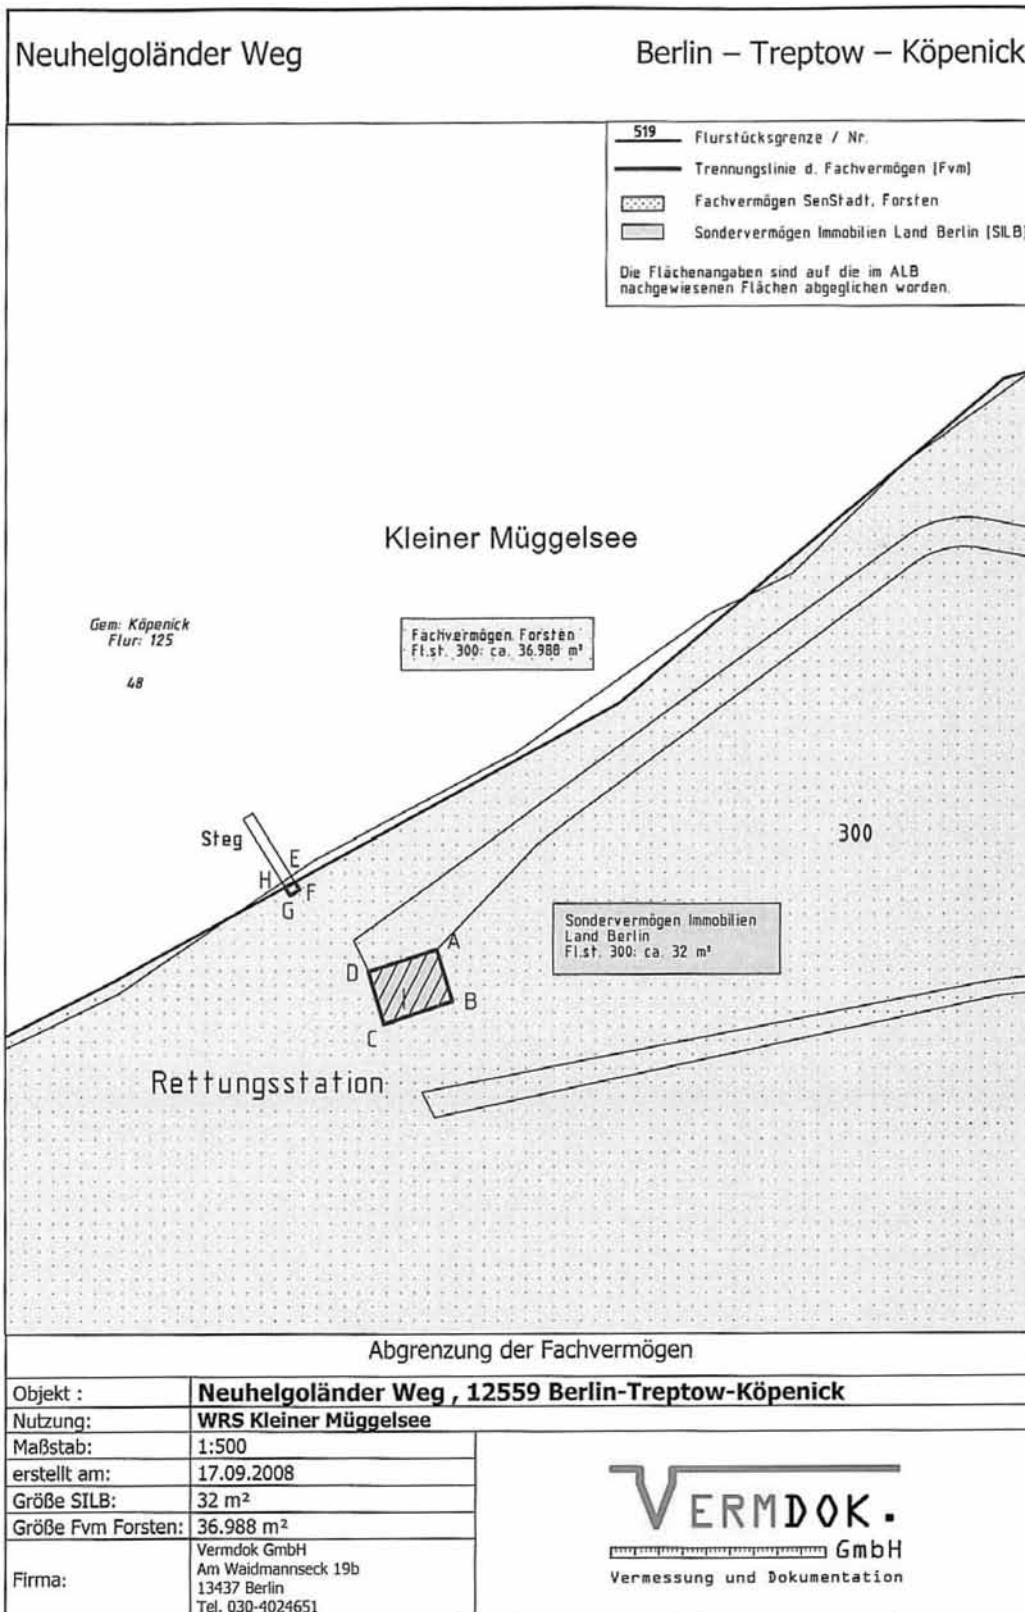 Neuhelgoländer Weg
Berlin – Treptow – Köpenick
519 Flurstücksgrenze / Nr.
Trennungslinie d. Fachvermögen (Fvm)
Fachvermögen SenStadt, Forsten
Sondervermögen Immobilien Land Berlin (SILB)
Die Flächenangaben sind auf die im ALB
nachgewiesenen Flächen abgeglichen worden.
Kleiner Müggelsee
Gem: Köpenick
Flur: 125
48
Fachvermögen Forsten
Fl.st. 300: ca. 36.988 m²
Steg
E
H
F
G
300
Sondervermögen Immobilien
Land Berlin
Fl.st. 300: ca. 32 m²
A
D
I
B
C
Rettungsstation
Abgrenzung der Fachvermögen
Objekt : Neuhelgoländer Weg , 12559 Berlin-Treptow-Köpenick
Nutzung: WRS Kleiner Müggelsee
Maßstab: 1:500
erstellt am: 17.09.2008
Größe SILB: 32 m²
Größe Fvm Forsten: 36.988 m²
Firma:
Vermdok GmbH
Am Waidmannseck 19b
13437 Berlin
Tel. 030-4024651
VERMDOK.
GmbH
Vermessung und Dokumentation